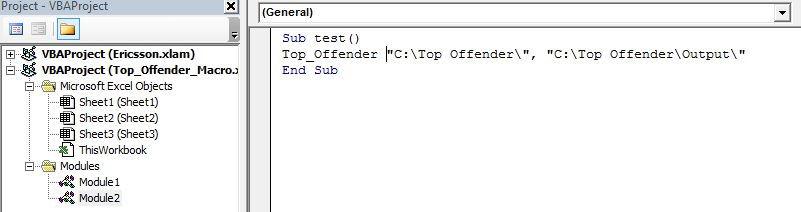 Project - VBAProject
VBAProject (Ericsson.xlam)
VBAProject (Top_Offender_Macro.x
Microsoft Excel Objects
Sheet1 (Sheet1)
Sheet2 (Sheet2)
Sheet3 (Sheet3)
ThisWorkbook
Modules
Module1
Module2
(General)
Sub test()
Top_Offender "C:\Top Offender\", "C:\Top Offender\Output\"
End Sub